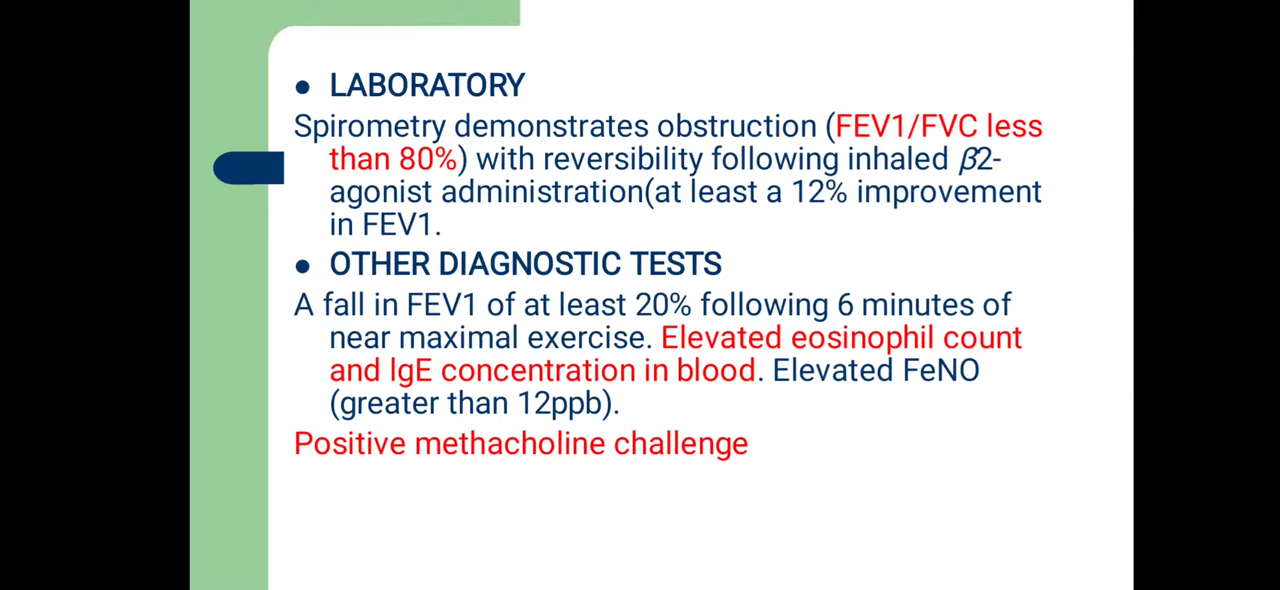 LABORATORY
Spirometry demonstrates obstruction (FEV1/FVC less
than 80%) with reversibility following inhaled β2-
agonist administration(at least a 12% improvement
in FEV1.
OTHER DIAGNOSTIC TESTS
A fall in FEV1 of at least 20% following 6 minutes of
near maximal exercise. Elevated eosinophil count
and IgE concentration in blood. Elevated FeNO
(greater than 12ppb).
Positive methacholine challenge